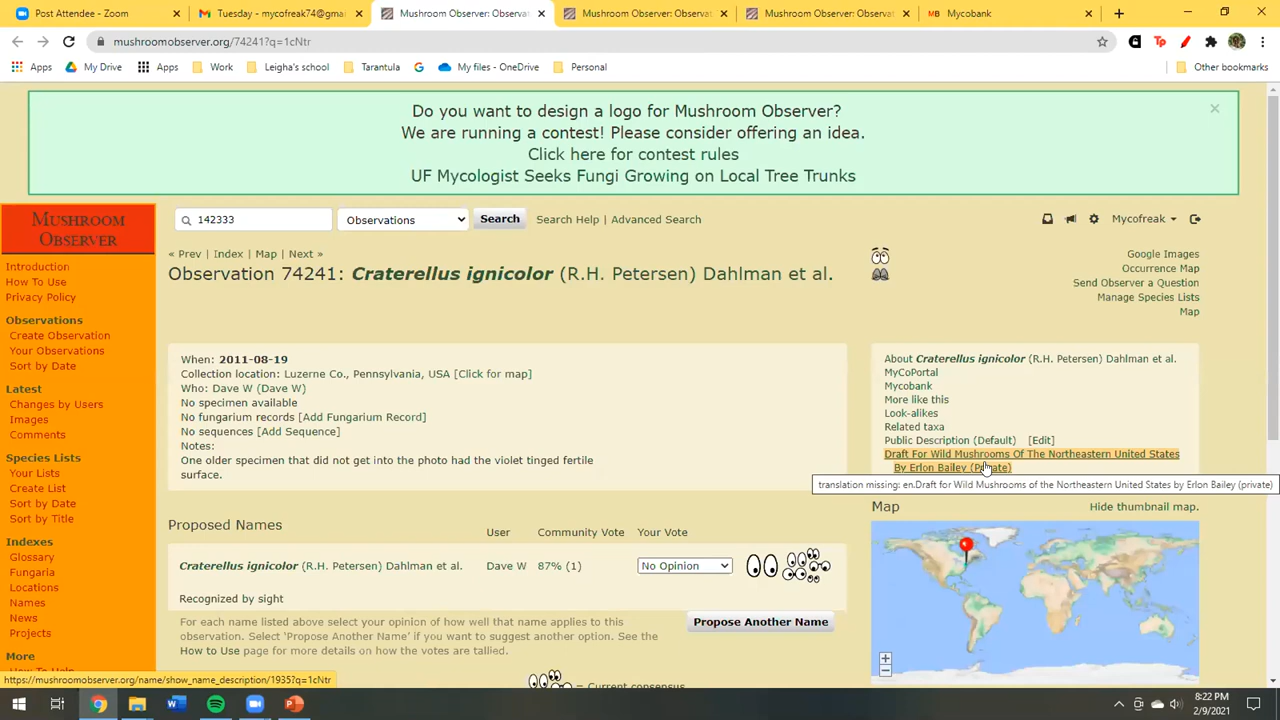 Post Attendee - Zoom
Tuesday - mycofreak74@gma
Mushroom Observer: Observat
Mushroom Observer: Observat
Mushroom Observer: Observat
Mycobank
mushroomobserver.org/74241?q=1cNtr
Apps
My Drive
Apps
Work
Leigha's school
Tarantula
My files - OneDrive
Personal
Other bookmarks
Do you want to design a logo for Mushroom Observer?
We are running a contest! Please consider offering an idea.
Click here for contest rules
UF Mycologist Seeks Fungi Growing on Local Tree Trunks
MUSHROOM
OBSERVER
142333
Observations
Search
Search Help | Advanced Search
Mycofreak
Introduction
How To Use
Privacy Policy
Observations
Create Observation
Your Observations
Sort by Date
Latest
Changes by Users
Images
Comments
Species Lists
Your Lists
Create List
Sort by Date
Sort by Title
Indexes
Glossary
Fungaria
Locations
Names
News
Projects
More
« Prev | Index | Map | Next »
Observation 74241: Craterellus ignicolor (R.H. Petersen) Dahlman et al.
Google Images
Occurrence Map
Send Observer a Question
Manage Species Lists
Map
When: 2011-08-19
Collection location: Luzerne Co., Pennsylvania, USA [Click for map]
Who: Dave W (Dave W)
No specimen available
No fungarium records [Add Fungarium Record]
No sequences [Add Sequence]
Notes:
One older specimen that did not get into the photo had the violet tinged fertile
surface.
About Craterellus ignicolor (R.H. Petersen) Dahlman et al.
MyCoPortal
Mycobank
More like this
Look-alikes
Related taxa
Public Description (Default) [Edit]
Draft For Wild Mushrooms Of The Northeastern United States
By Erlon Bailey (Private)
translation missing: en.Draft for Wild Mushrooms of the Northeastern United States by Erlon Bailey (private)
Map
Hide thumbnail map.
Proposed Names
User
Community Vote
Your Vote
Craterellus ignicolor (R.H. Petersen) Dahlman et al.
Dave W
87% (1)
No Opinion
Recognized by sight
For each name listed above select your opinion of how well that name applies to this
observation. Select 'Propose Another Name' if you want to suggest another option. See the
How to Use page for more details on how the votes are tallied.
Propose Another Name
= Current consensus
https://mushroomobserver.org/name/show_name_description/1935?q=1cNtr
8:22 PM
2/9/2021